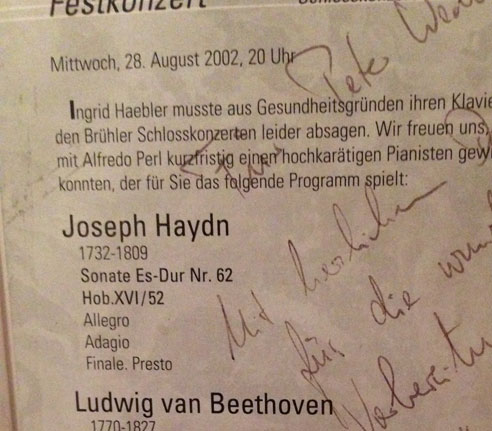 Festkonzert
Mittwoch, 28. August 2002, 20 Uhr
Ingrid Haebler musste aus Gesundheitsgründen ihren
den Brühler Schlosskonzerten leider absagen. Wir freuen uns,
mit Alfredo Perl kurzfristig einen hochkarätigen Pianisten
konnten, der für Sie das folgende Programm spielt:
Joseph Haydn
1732-1809
Sonate Es-Dur Nr. 62
Hob.XVI/52
Allegro
Adagio
Finale. Presto
Ludwig van Beethoven
1770-1827
Für Peter
Mit herzlichen
für die